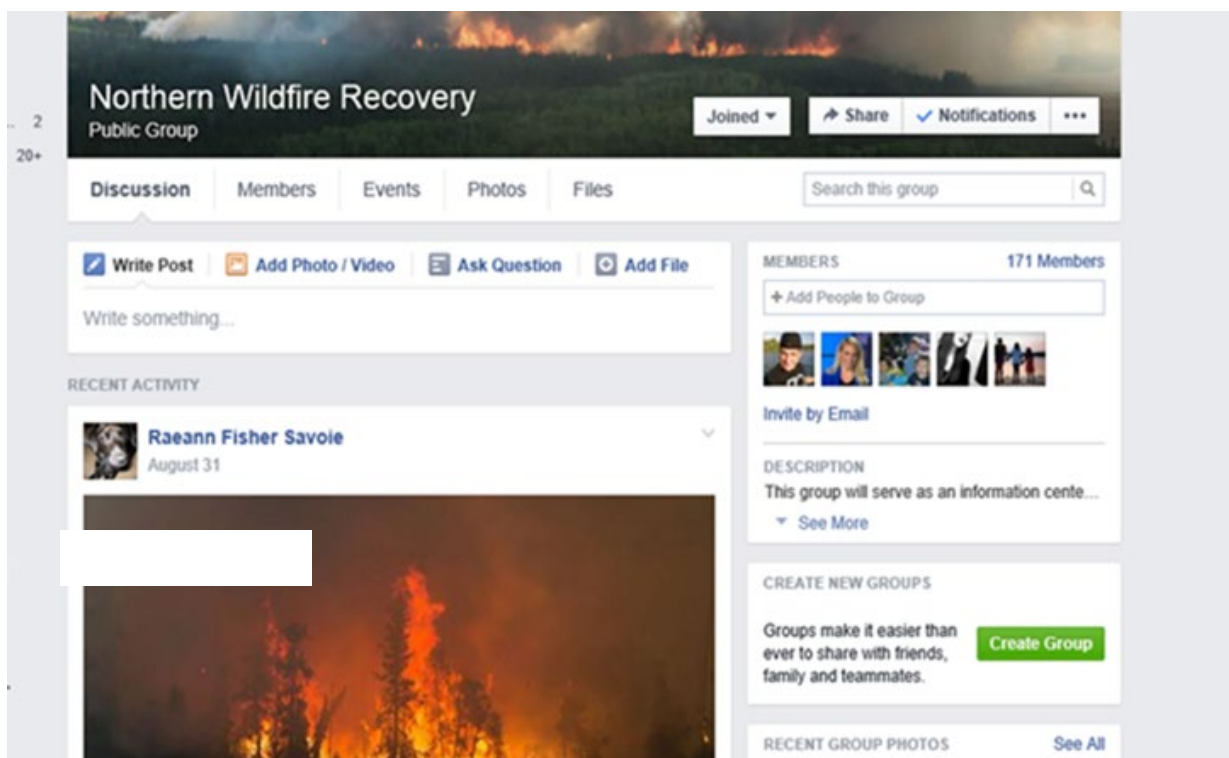 Northern Wildfire Recovery
Public Group
Joined
Share
Notifications
2
20+
Discussion
Members
Events
Photos
Files
Search this group
Write Post
Add Photo / Video
Ask Question
Add File
Write something...
RECENT ACTIVITY
Raeann Fisher Savoie
August 31
MEMBERS
171 Members
+ Add People to Group
Invite by Email
DESCRIPTION
This group will serve as an information cente...
See More
CREATE NEW GROUPS
Groups make it easier than
ever to share with friends,
family and teammates.
Create Group
RECENT GROUP PHOTOS
See All